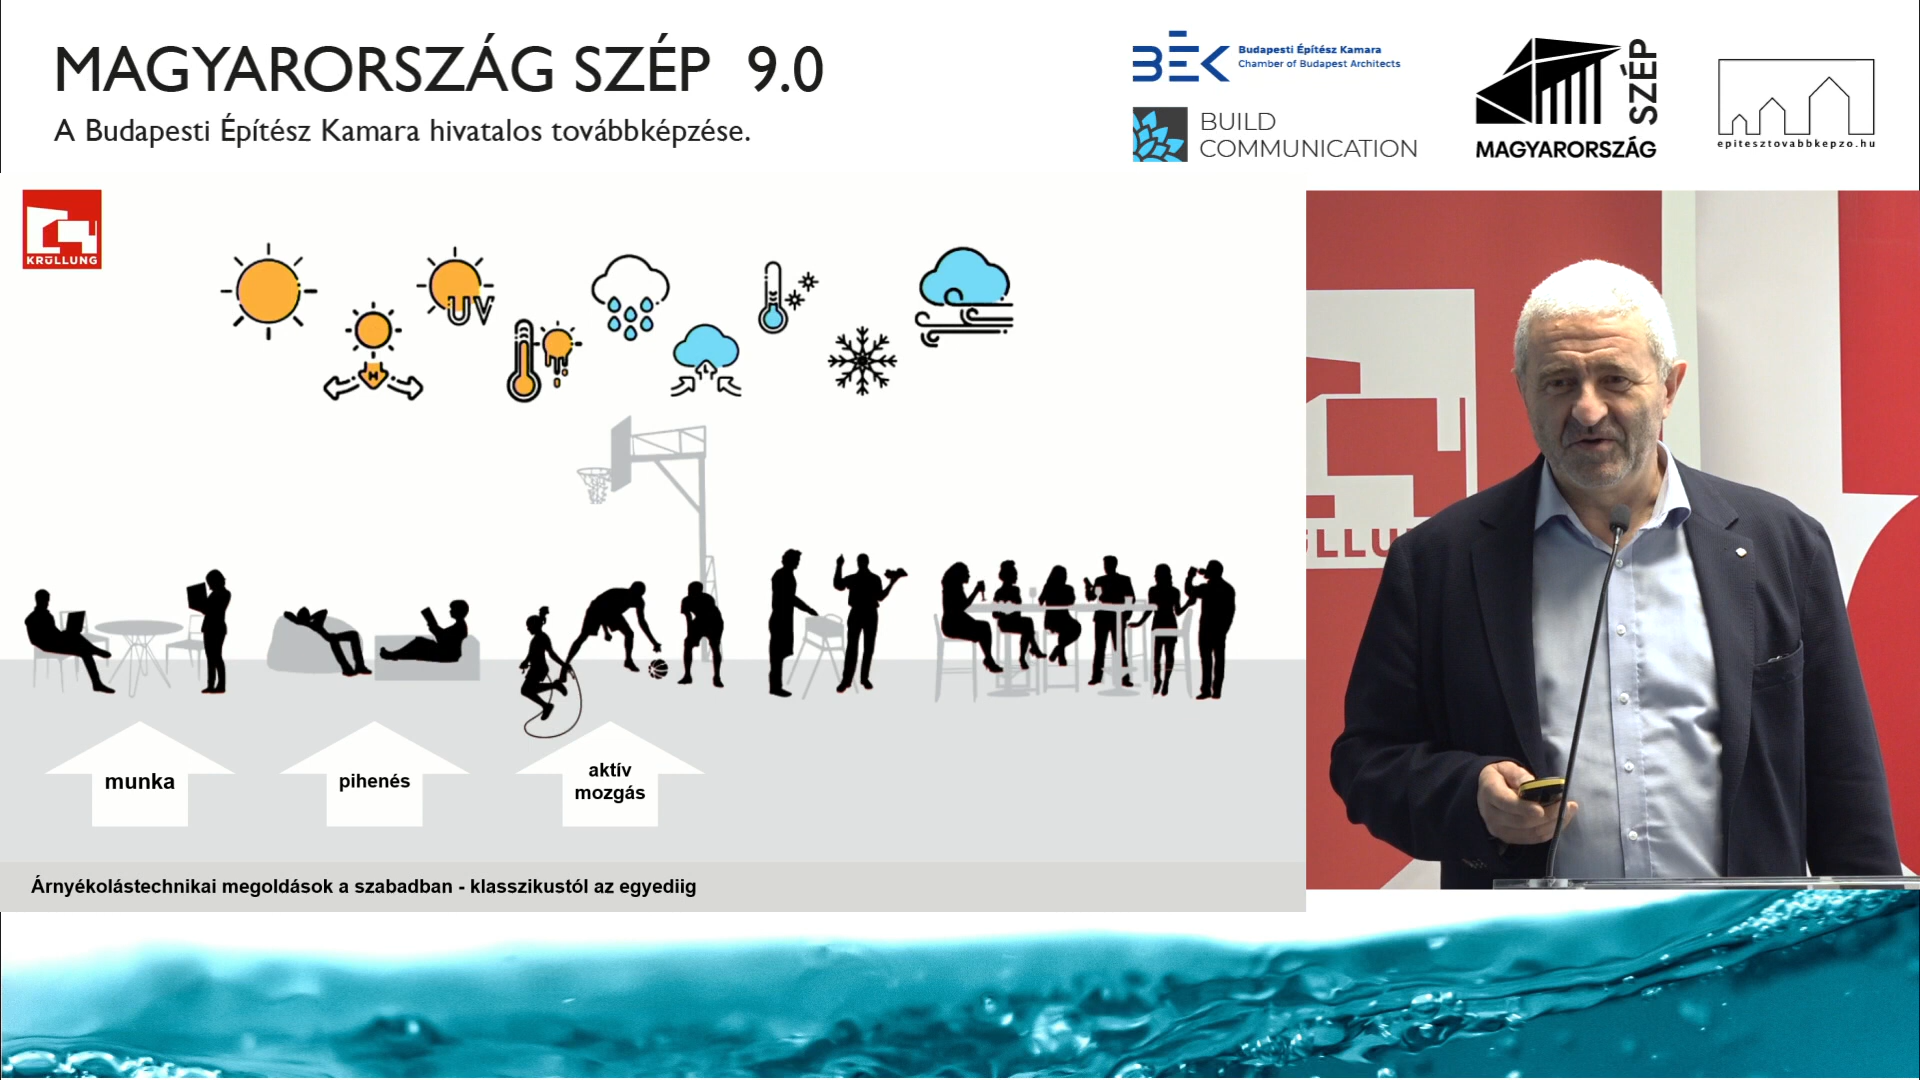 MAGYARORSZÁG SZÉP 9.0
A Budapesti Építész Kamara hivatalos továbbképzése.
BÉK
Budapesti Építész Kamara
Chamber of Budapest Architects
BUILD
COMMUNICATION
MAGYARORSZÁG
SZÉP
epitesztovabbkepzo.hu
KRÜLLUNG
UV
H
L
munka
pihenés
aktív
mozgás
Árnyékolástechnikai megoldások a szabadban - klasszikustól az egyediig